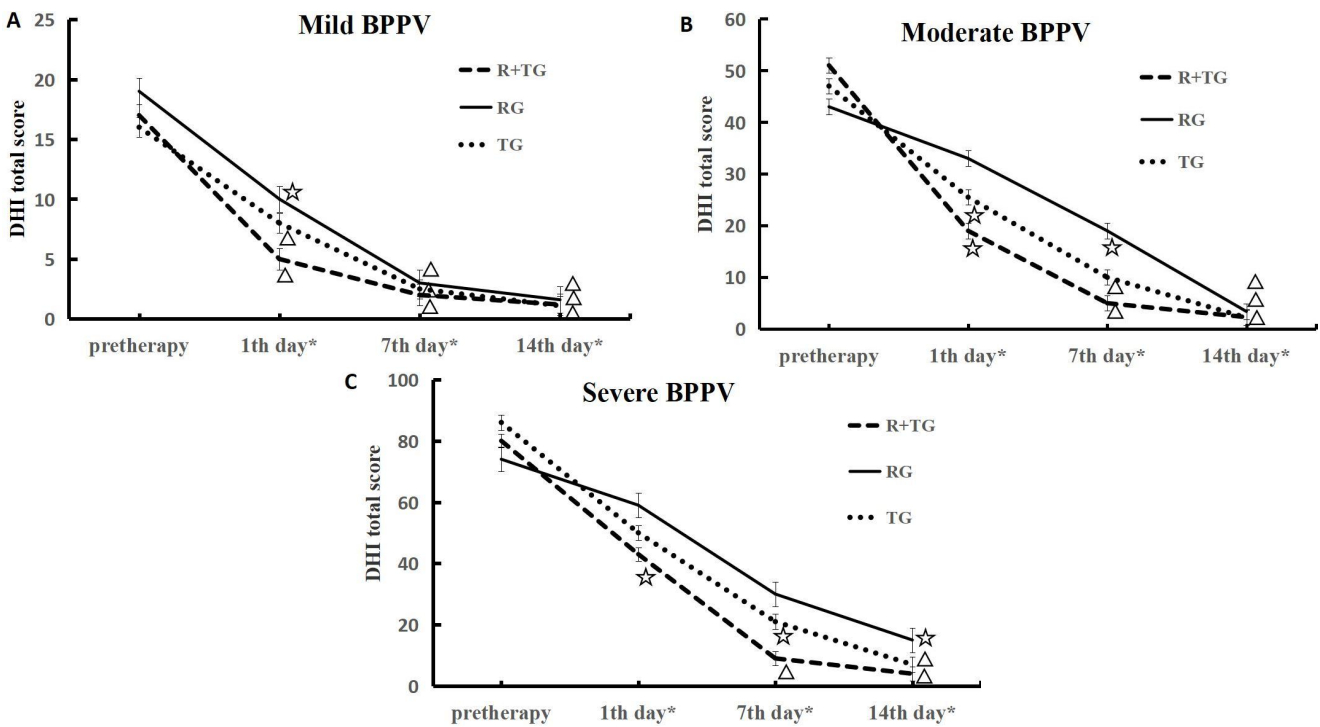 A
Mild BPPV
DHI total score
25
20
15
10
5
0
R+TG
RG
TG
pretherapy 1th day* 7th day* 14th day*
B
Moderate BPPV
DHI total score
60
50
40
30
20
10
0
R+TG
RG
TG
pretherapy 1th day* 7th day* 14th day*
C
Severe BPPV
DHI total score
100
80
60
40
20
0
R+TG
RG
TG
pretherapy 1th day* 7th day* 14th day*